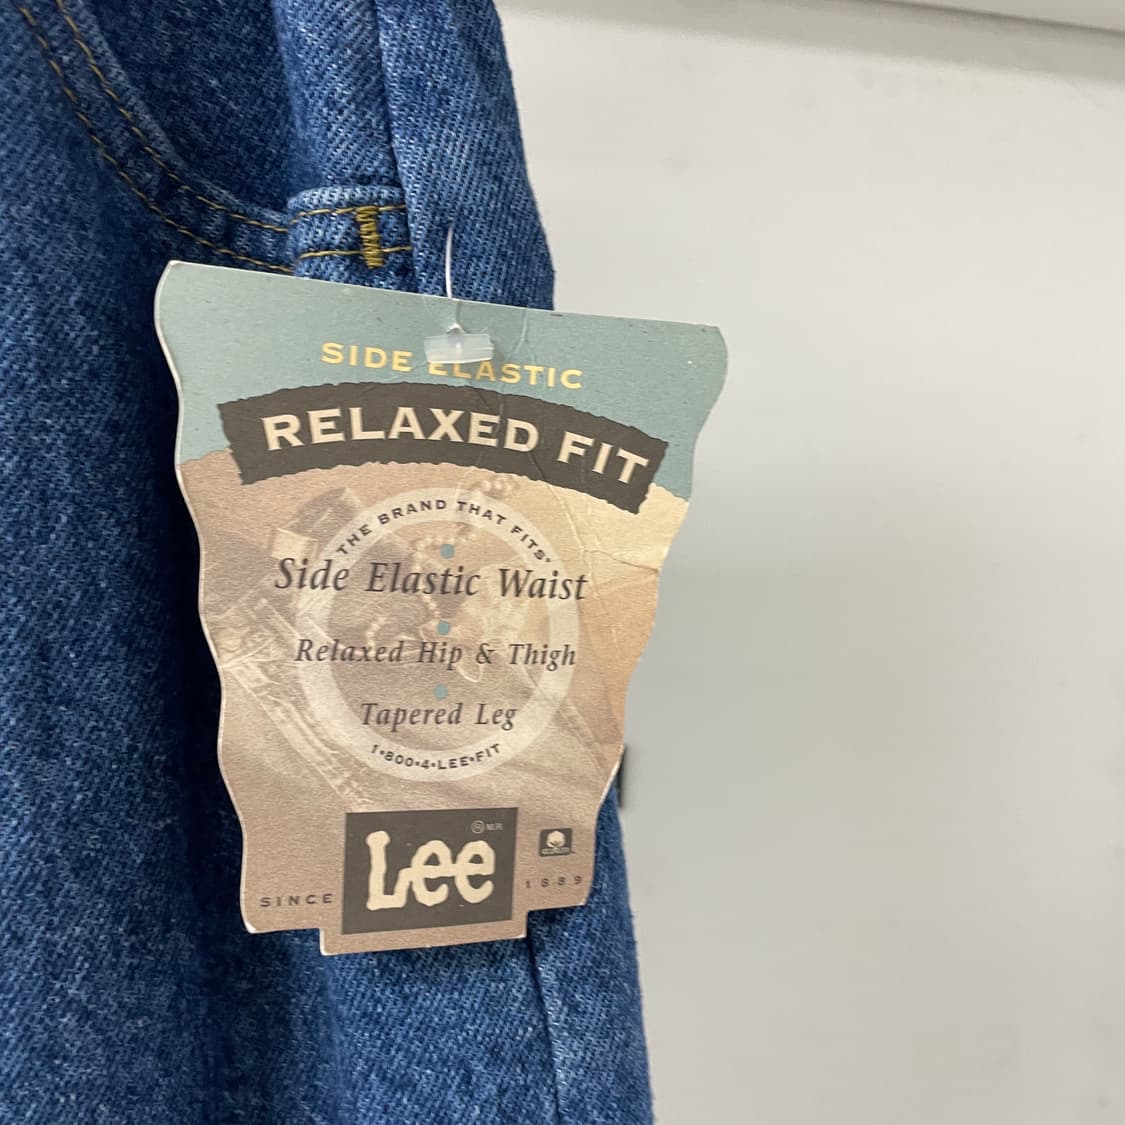 SIDE ELASTIC
RELAXED FIT
THE BRAND THAT FITS
Side Elastic Waist
Relaxed Hip & Thigh
Tapered Leg
1•800•4•LEE•FIT
Lee ®
SINCE 1889